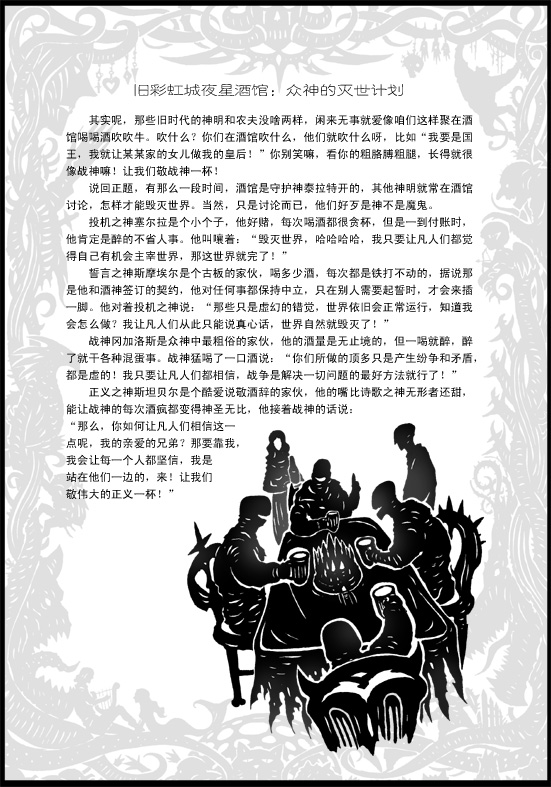 旧彩虹城夜星酒馆：众神的灭世计划
其实呢，那些旧时代的神明和农夫没啥两样，闲来无事就爱像咱们这样聚在酒
馆喝喝酒吹吹牛。吹什么？你们在酒馆吹什么，他们就吹什么呀，比如“我要是国
王，我就让某某家的女儿做我的皇后！”你别笑嘛，看你的粗胳膊粗腿，长得就很
像战神嘛！让我们敬战神一杯！
说回正题，有那么一段时间，酒馆是守护神泰拉特开的，其他神明就常在酒馆
讨论，怎样才能毁灭世界。当然，只是讨论而已，他们好歹是神不是魔鬼。
投机之神塞尔拉是个小个子，他好赌，每次喝酒都很贪杯，但是一到付账时，
他肯定是醉的不省人事。他叫嚷着：“毁灭世界，哈哈哈哈，我只要让凡人们都觉
得自己有机会主宰世界，那这世界就完了！”
誓言之神斯摩埃尔是个古板的家伙，喝多少酒，每次都是铁打不动的，据说那
是他和酒神签订的契约，他对任何事都保持中立，只在别人需要起誓时，才会来插
一脚。他对着投机之神说：“那些只是虚幻的错觉，世界依旧会正常运行，知道我
会怎么做？我让凡人们从此只能说真心话，世界自然就毁灭了！”
战神冈加洛斯是众神中最粗俗的家伙，他的酒量是无止境的，但一喝就醉，醉
了就干各种混蛋事。战神猛喝了一口酒说：“你们所做的顶多只是产生纷争和矛盾，
都是虚的！我只要让凡人们都相信，战争是解决一切问题的最好方法就行了！”
正义之神斯坦贝尔是个酷爱说敬酒辞的家伙，他的嘴比诗歌之神无形者还甜，
能让战神的每次酒疯都变得神圣无比，他接着战神的话说：
“那么，你如何让凡人们相信这一
点呢，我的亲爱的兄弟？那要靠我，
我会让每一个人都坚信，我是
站在他们一边的，来！让我们
敬伟大的正义一杯！”